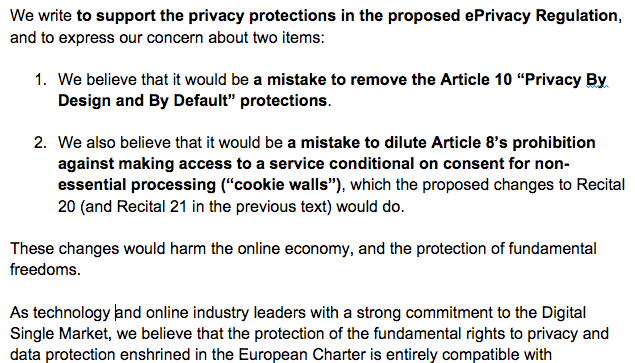 We write to support the privacy protections in the proposed ePrivacy Regulation,
and to express our concern about two items:
1. We believe that it would be a mistake to remove the Article 10 “Privacy By
Design and By Default” protections.
2. We also believe that it would be a mistake to dilute Article 8’s prohibition
against making access to a service conditional on consent for non-
essential processing (“cookie walls”), which the proposed changes to Recital
20 (and Recital 21 in the previous text) would do.
These changes would harm the online economy, and the protection of fundamental
freedoms.
As technology and online industry leaders with a strong commitment to the Digital
Single Market, we believe that the protection of the fundamental rights to privacy and
data protection enshrined in the European Charter is entirely compatible with